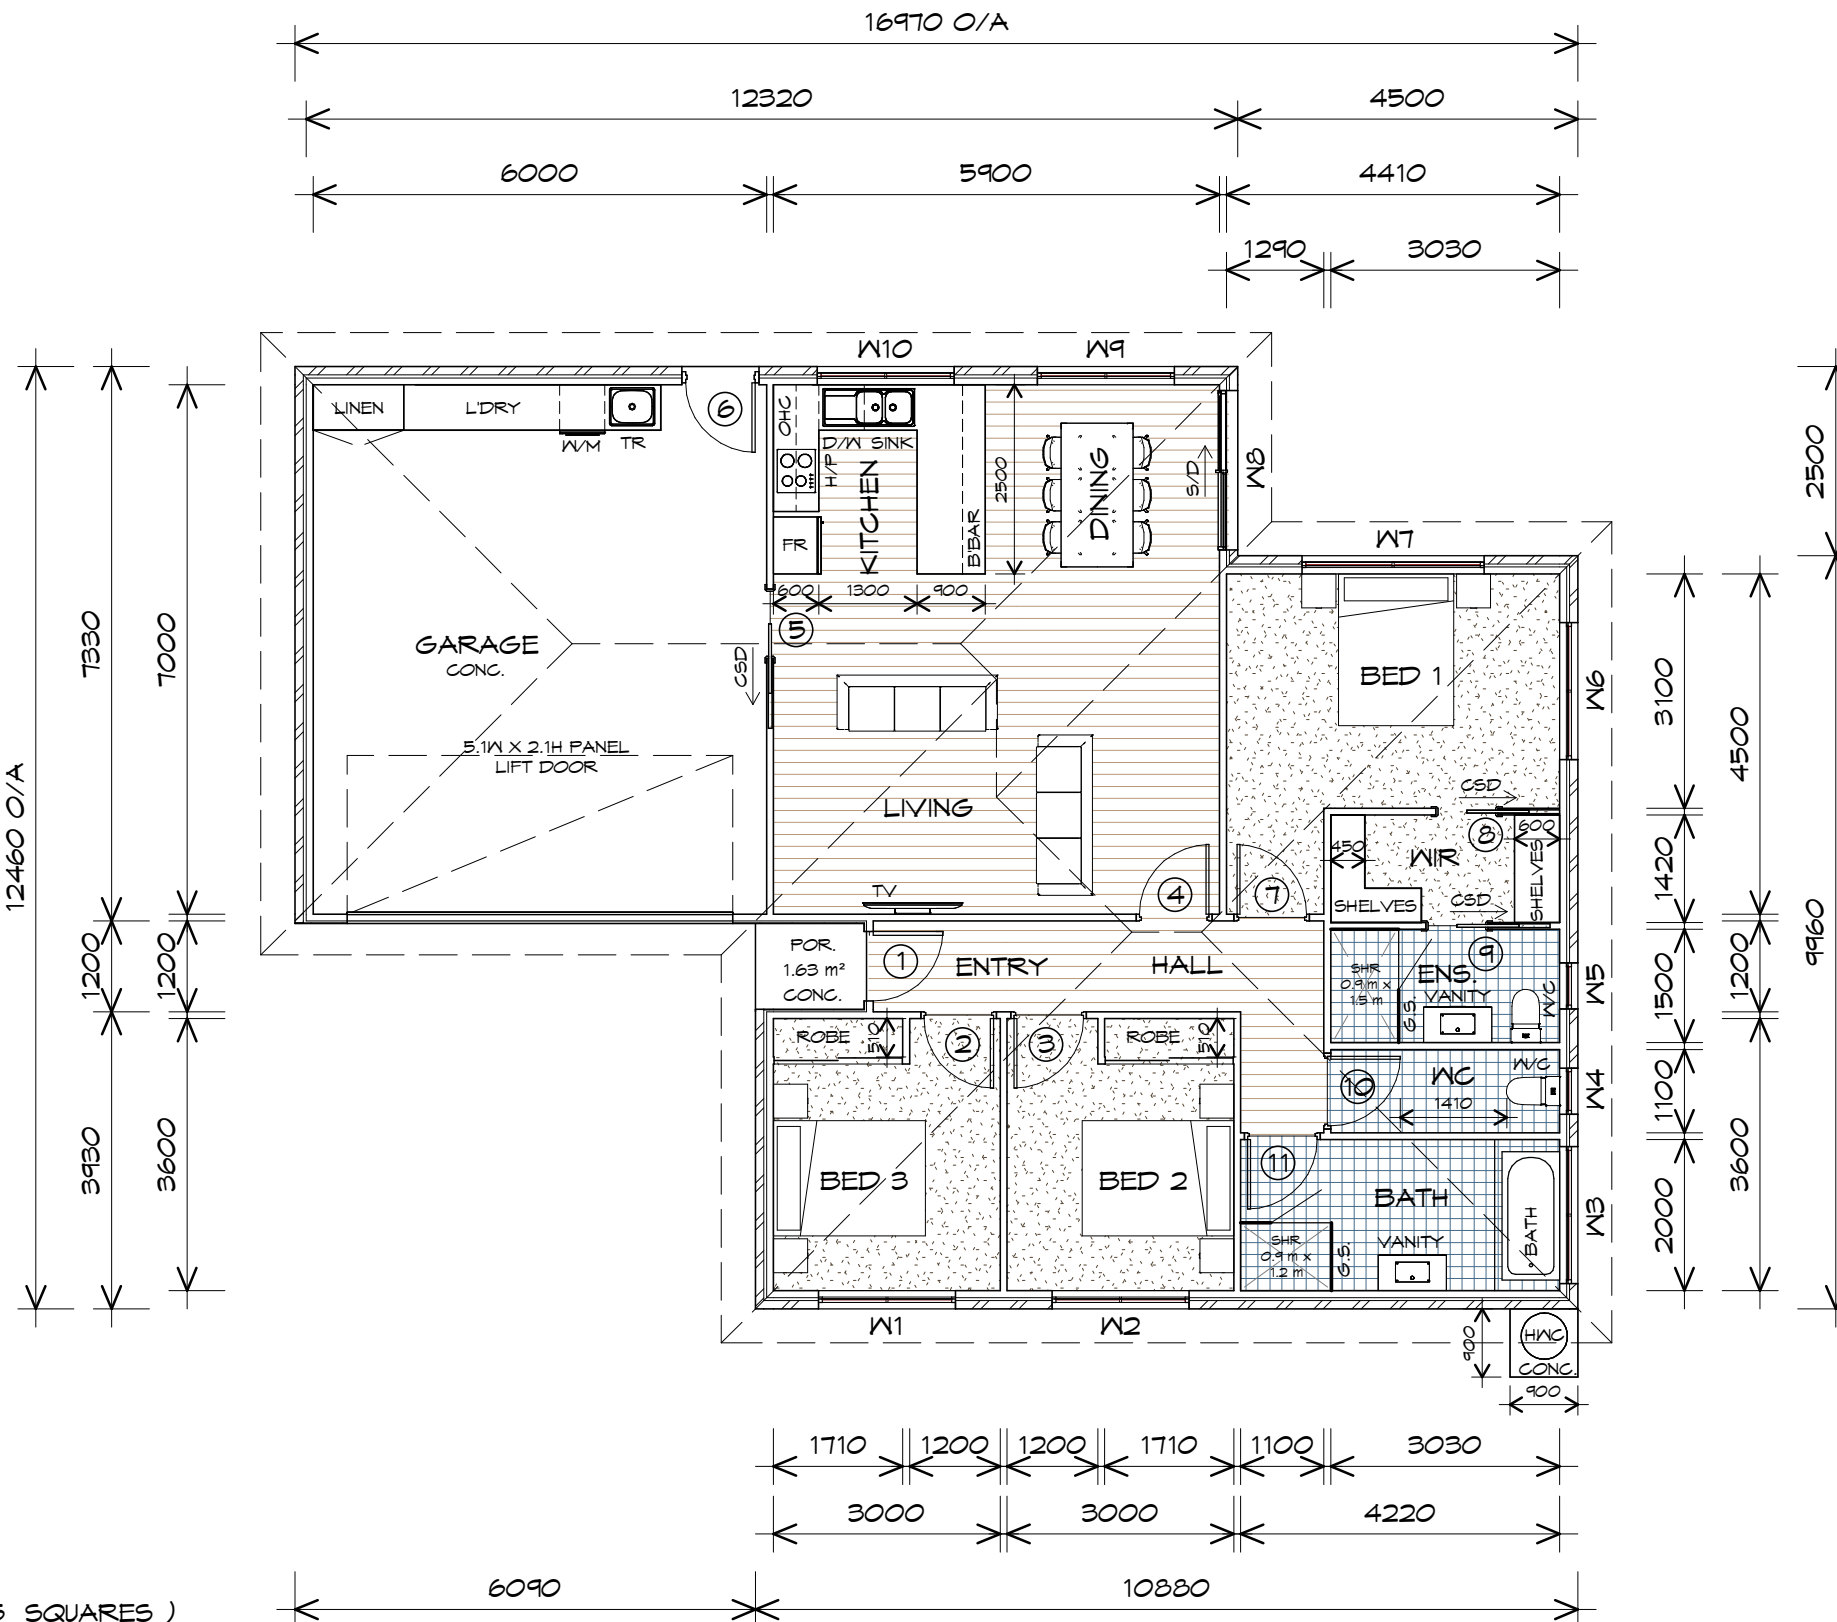 16970 O/A
12320
4500
6000
5900
4410
1290
3030
W10
W9
LINEN
L'DRY
W/M
TR
6
OHC
H/P
D/W SINK
FR
KITCHEN
B'BAR
2500
DINING
S/D
W8
W7
2500
600
1300
900
5
CSD
GARAGE
CONC.
5.1W X 2.1H PANEL
LIFT DOOR
LIVING
TV
4
7
BED 1
W6
CSD
8
600
450
WIR
SHELVES
SHELVES
CSD
12460 O/A
7330
7000
1200
1200
3930
3600
3100
4500
1420
1500
1200
1100
2000
3600
9960
POR.
1.63 m²
CONC.
1
ENTRY
HALL
SHR
0.9 m x
1.5 m
G.S.
ENS.
VANITY
9
W/C
W5
ROBE
510
2
3
ROBE
510
10
WC
W/C
1410
W4
BED 3
BED 2
11
BATH
SHR
0.9 m x
1.2 m
G.S.
VANITY
BATH
W3
W1
W2
900
HWC
CONC.
900
1710
1200
1200
1710
1100
3030
3000
3000
4220
6090
10880
SQUARES )